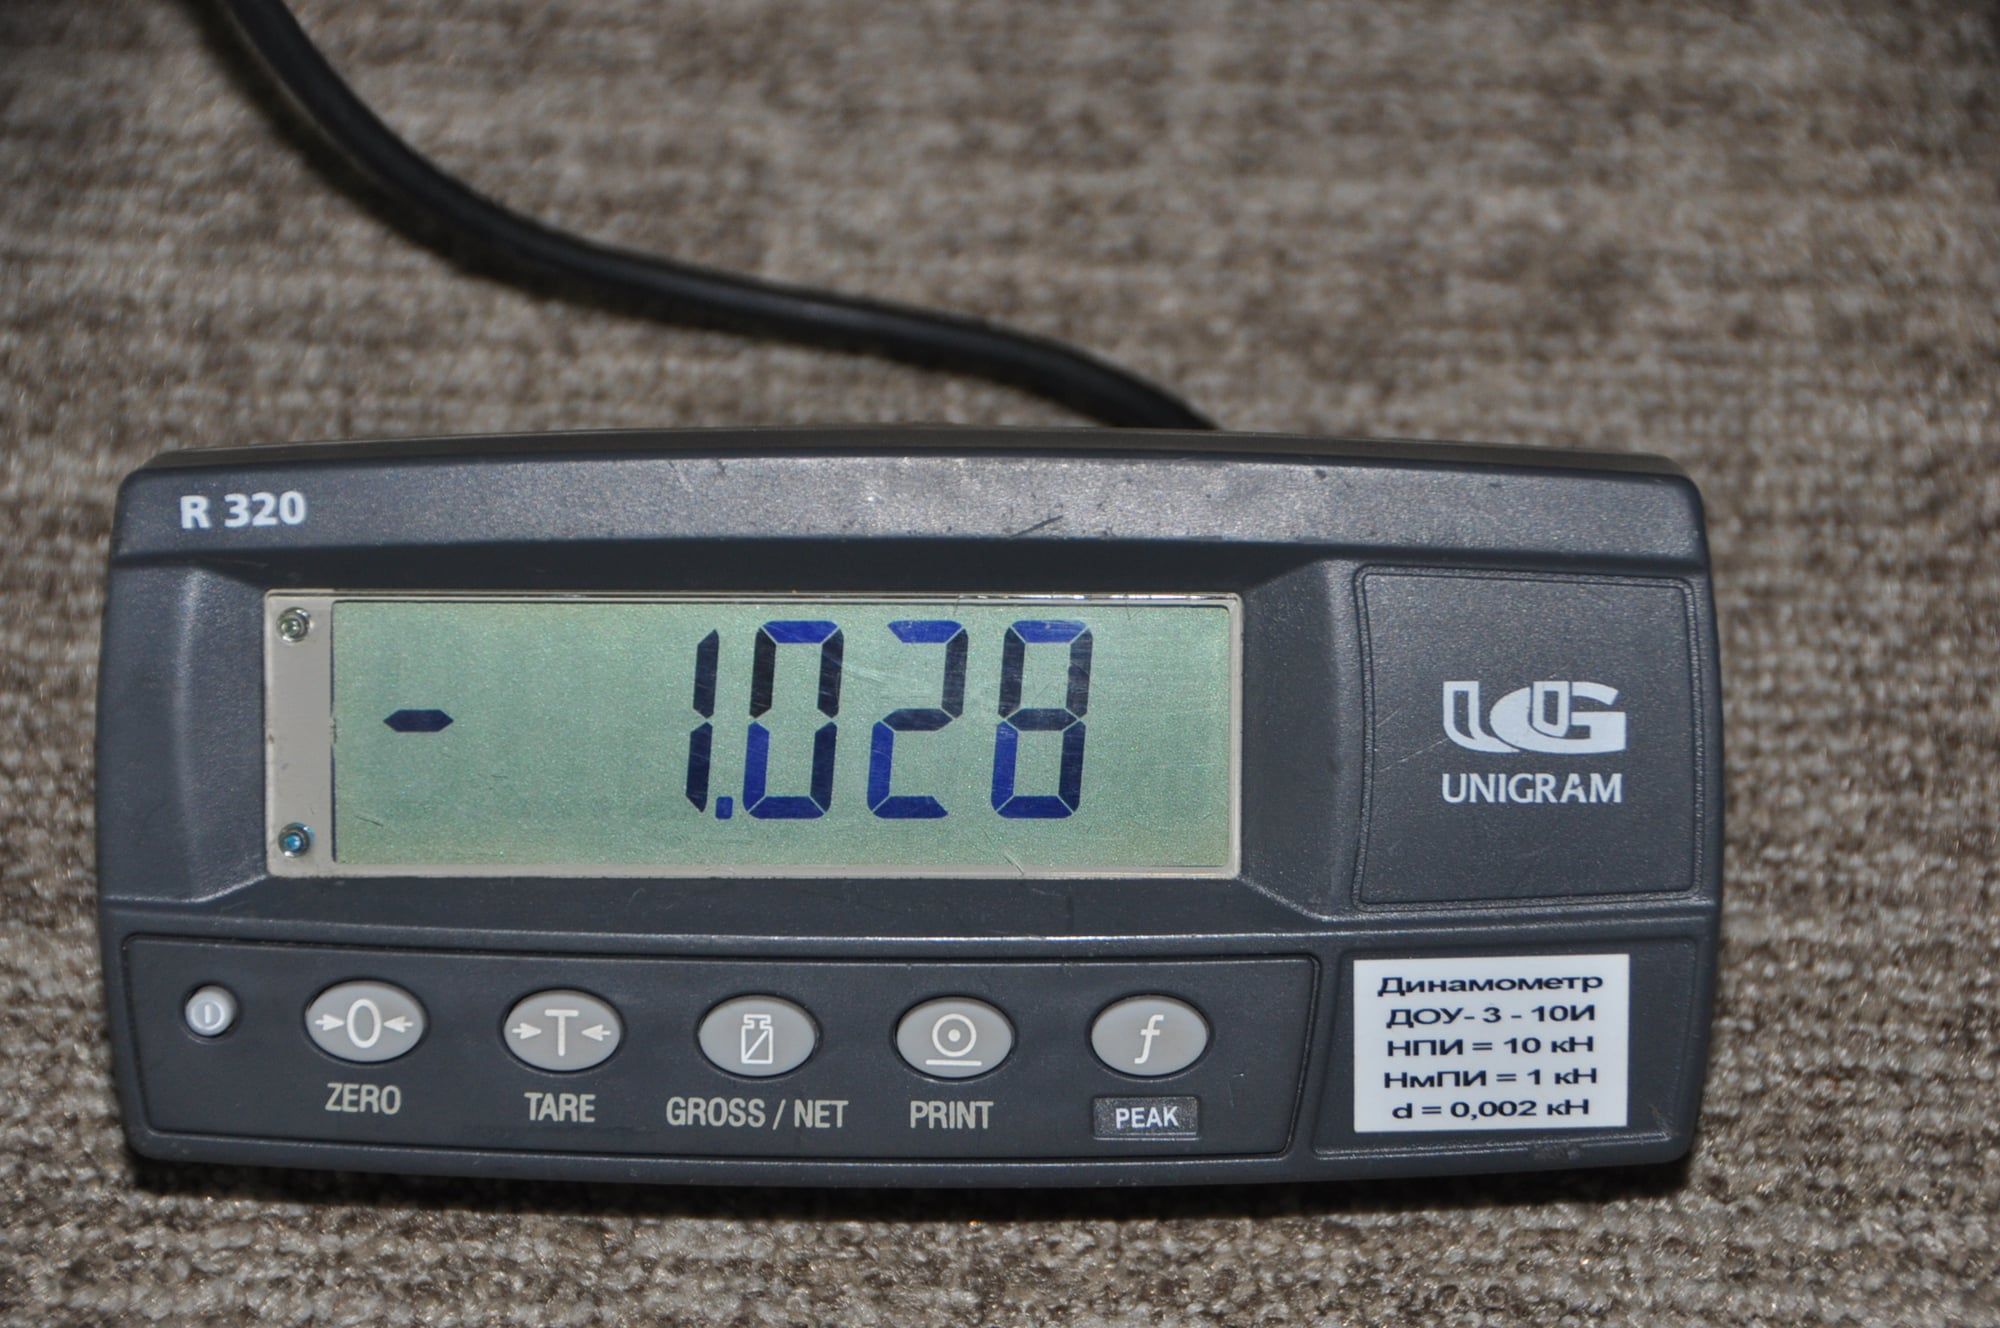 R 320
- 1.028
UNIGRAM
ZERO
TARE
GROSS / NET
PRINT
PEAK
Динамометр
ДОУ- 3 - 10И
НПИ = 10 кН
НмПИ = 1 кН
d = 0,002 кН